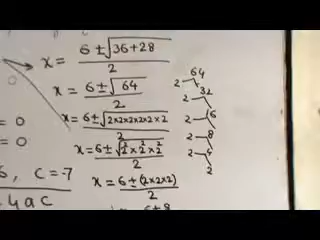 x = 6 ± √36+28 / 2
x = 6 ± √64 / 2
x = 6 ± √2×2×2×2×2×2 / 2
x = 6 ± √2²×2²×2² / 2
x = 6 ± (2×2×2) / 2
64
2 32
2 16
2 8
2 4
2
= 0
= 0
, C = -7
4ac